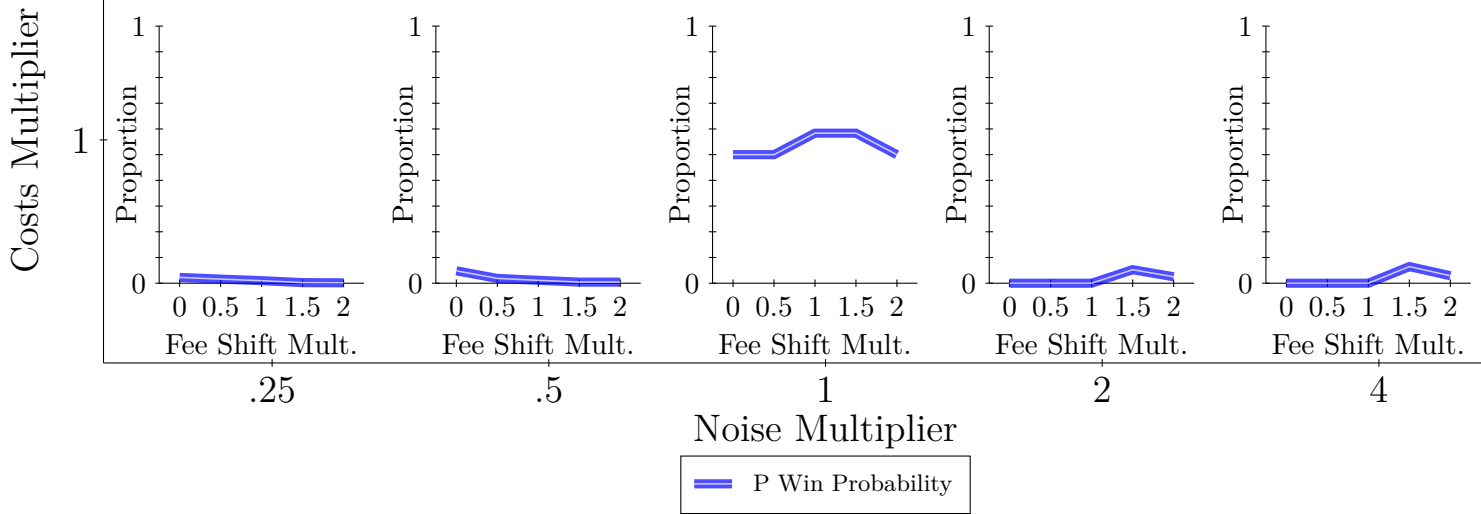 Costs Multiplier
1
1
Proportion
0
0 0.5 1 1.5 2
Fee Shift Mult.
1
Proportion
0
0 0.5 1 1.5 2
Fee Shift Mult.
1
Proportion
0
0 0.5 1 1.5 2
Fee Shift Mult.
1
Proportion
0
0 0.5 1 1.5 2
Fee Shift Mult.
1
Proportion
0
0 0.5 1 1.5 2
Fee Shift Mult.
.25 .5 1 2 4
Noise Multiplier
P Win Probability